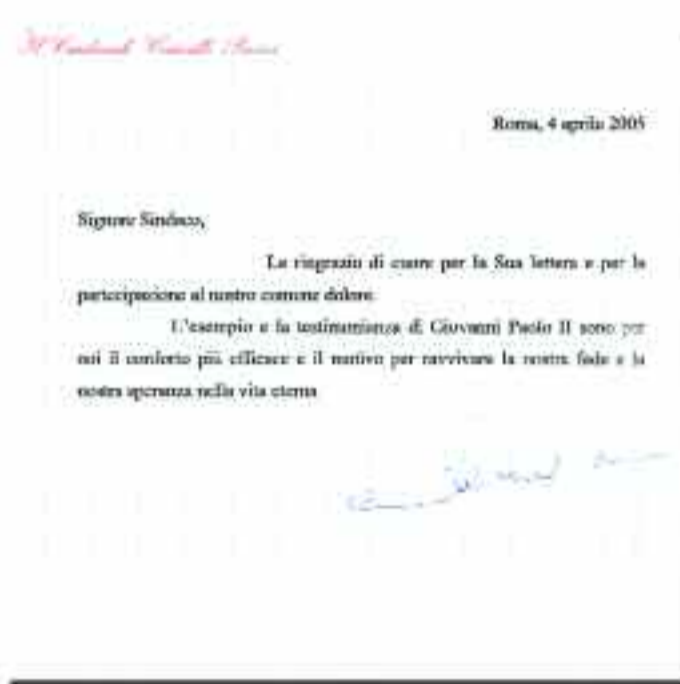 Il Cardinale Camillo Ruini
Roma, 4 aprile 2005
Signore Sindaco,
La ringrazio di cuore per la Sua lettera e per la
partecipazione al nostro comune dolore.
L'esempio e la testimonianza di Giovanni Paolo II sono per
noi il conforto più efficace e il motivo per ravvivare la nostra fede e la
nostra speranza nella vita eterna